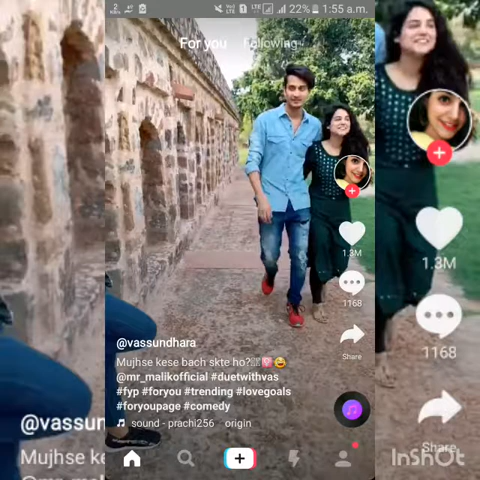 2 K/s 22% 1:55 a.m.
For you Following
1.3M
1168
Share
@vassundhara
Mujhse kese bach skte ho?
@mr_malikofficial #duetwithvas
#fyp #foryou #trending #lovegoals
#foryoupage #comedy
sound - prachi256 origin
1.3M
1168
Share
@vassun
Mujhse ke
InShOt